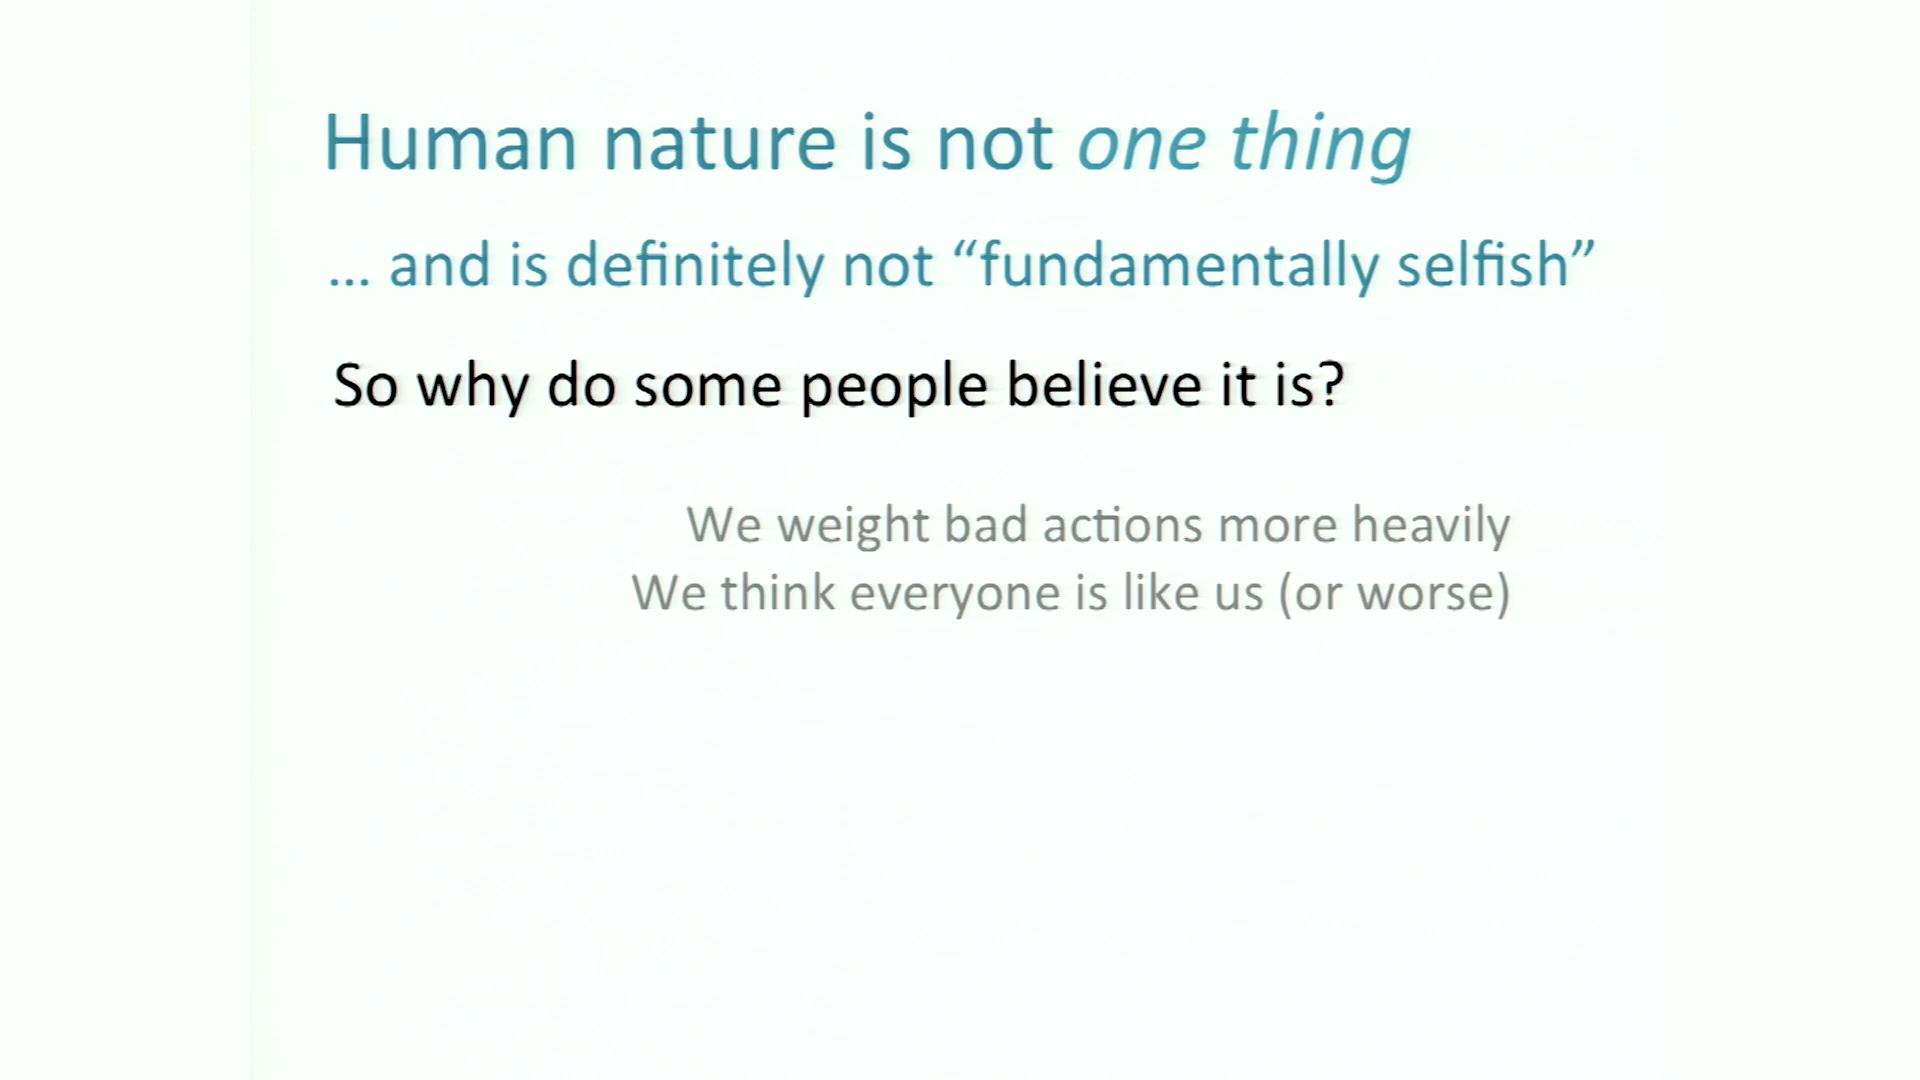 Human nature is not one thing
... and is definitely not “fundamentally selfish”
So why do some people believe it is?
We weight bad actions more heavily
We think everyone is like us (or worse)